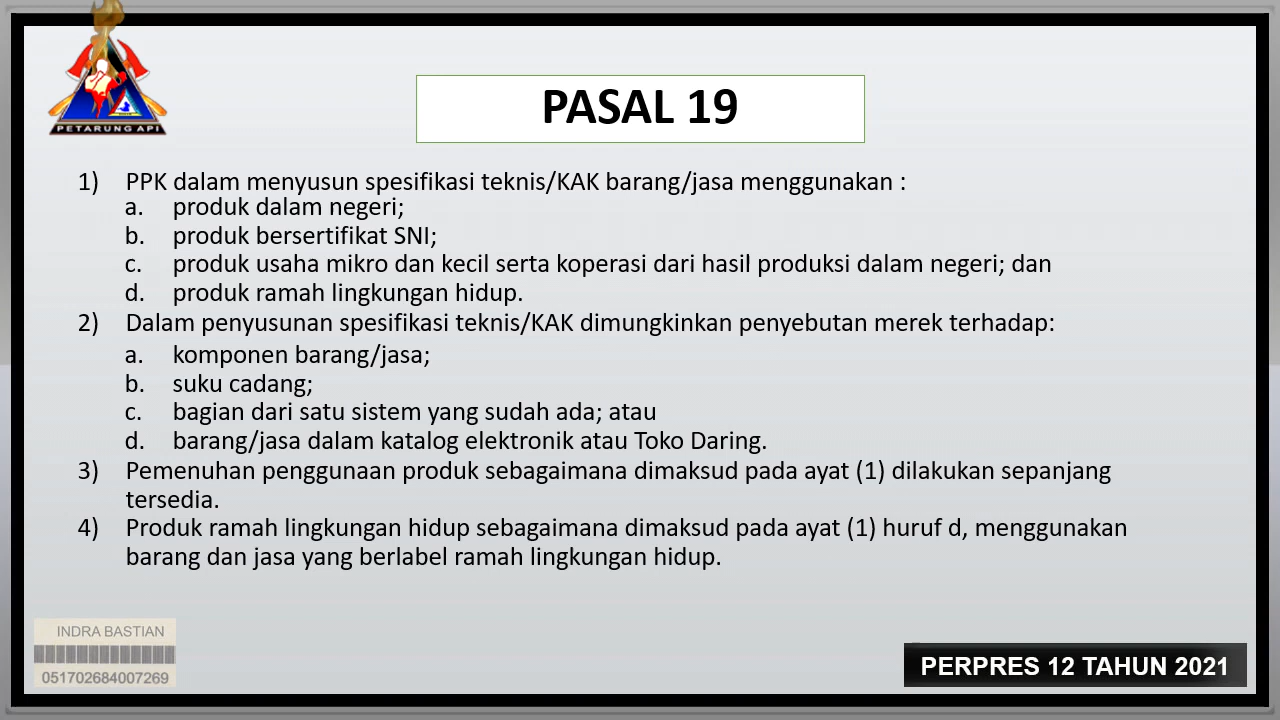 PETARUNG API
PASAL 19
1) PPK dalam menyusun spesifikasi teknis/KAK barang/jasa menggunakan :
a. produk dalam negeri;
b. produk bersertifikat SNI;
c. produk usaha mikro dan kecil serta koperasi dari hasil produksi dalam negeri; dan
d. produk ramah lingkungan hidup.
2) Dalam penyusunan spesifikasi teknis/KAK dimungkinkan penyebutan merek terhadap:
a. komponen barang/jasa;
b. suku cadang;
c. bagian dari satu sistem yang sudah ada; atau
d. barang/jasa dalam katalog elektronik atau Toko Daring.
3) Pemenuhan penggunaan produk sebagaimana dimaksud pada ayat (1) dilakukan sepanjang
tersedia.
4) Produk ramah lingkungan hidup sebagaimana dimaksud pada ayat (1) huruf d, menggunakan
barang dan jasa yang berlabel ramah lingkungan hidup.
INDRA BASTIAN
051702684007269
PERPRES 12 TAHUN 2021